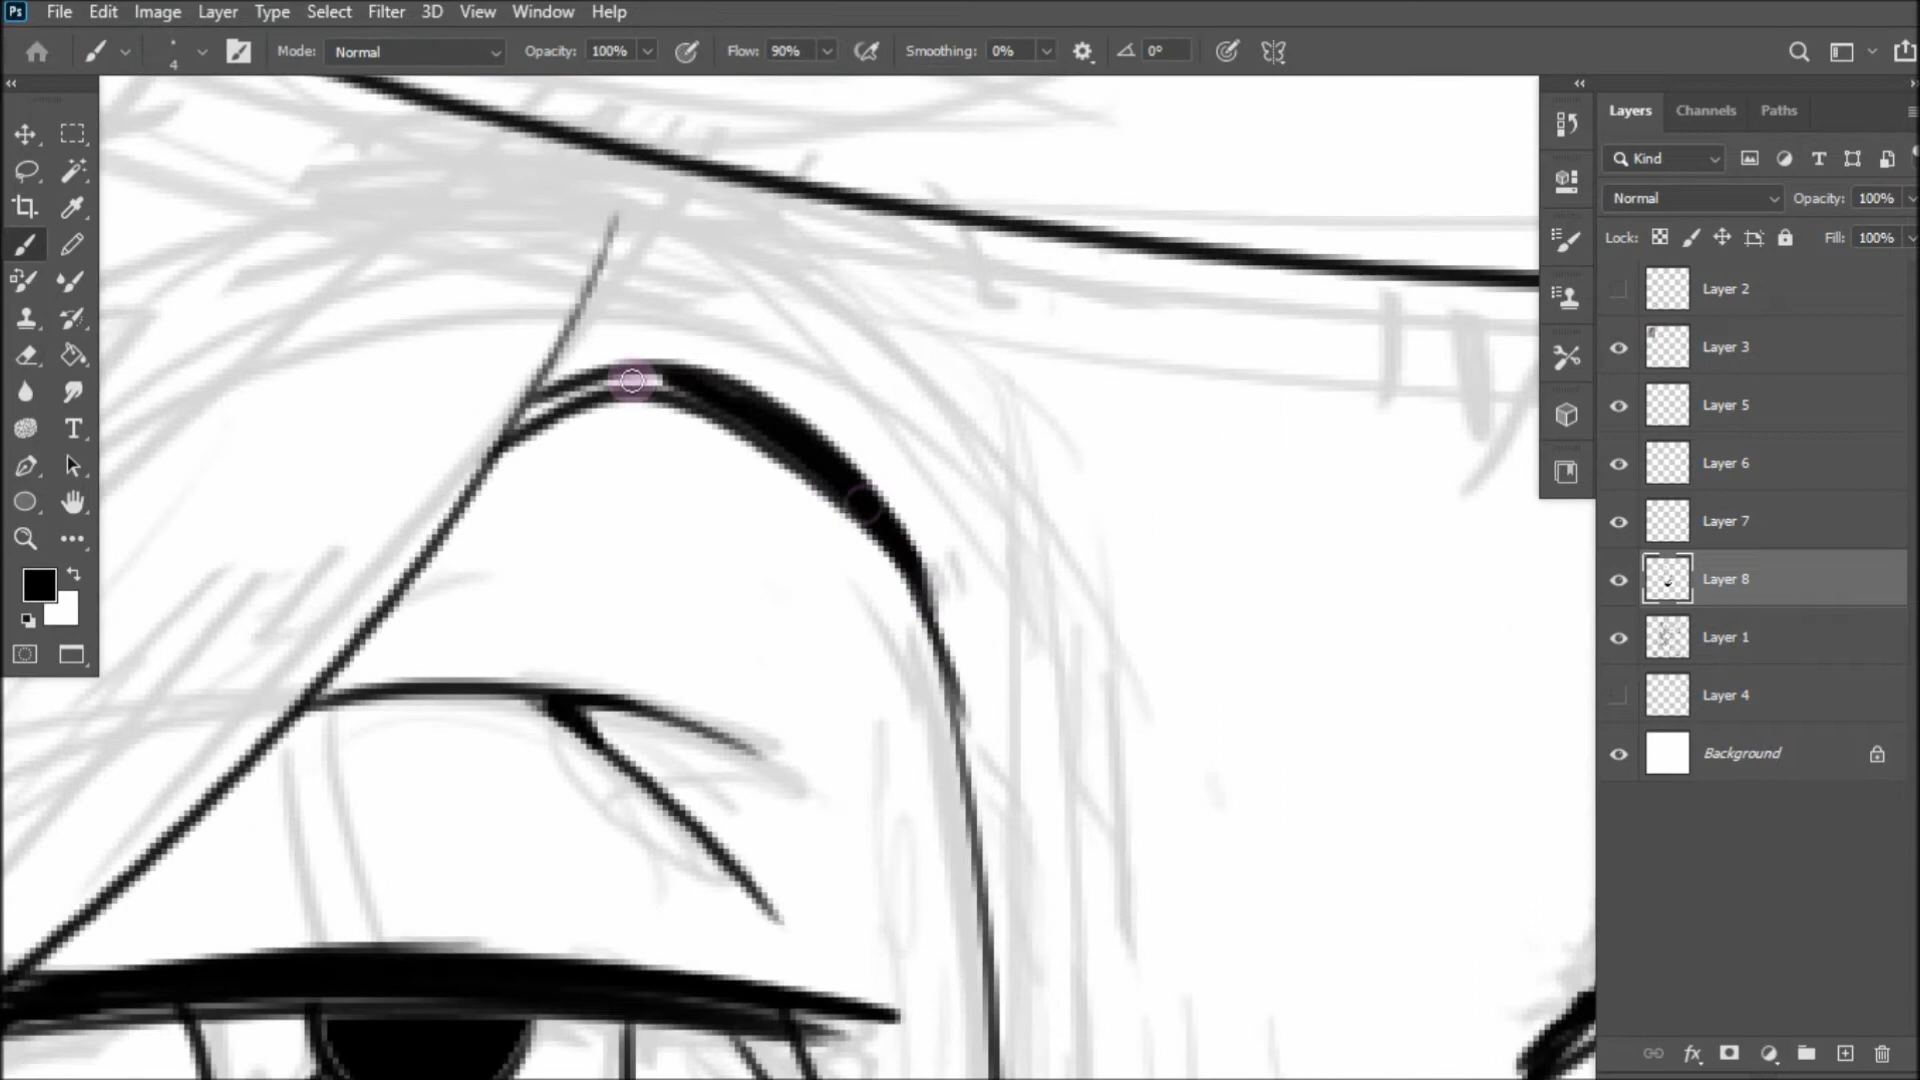 Ps File Edit Image Layer Type Select Filter 3D View Window Help
4 Mode: Normal Opacity: 100% Flow: 90% Smoothing: 0% 0°
Layers Channels Paths
Kind
Normal Opacity: 100%
Lock: Fill: 100%
Layer 2
Layer 3
Layer 5
Layer 6
Layer 7
Layer 8
Layer 1
Layer 4
Background
fx